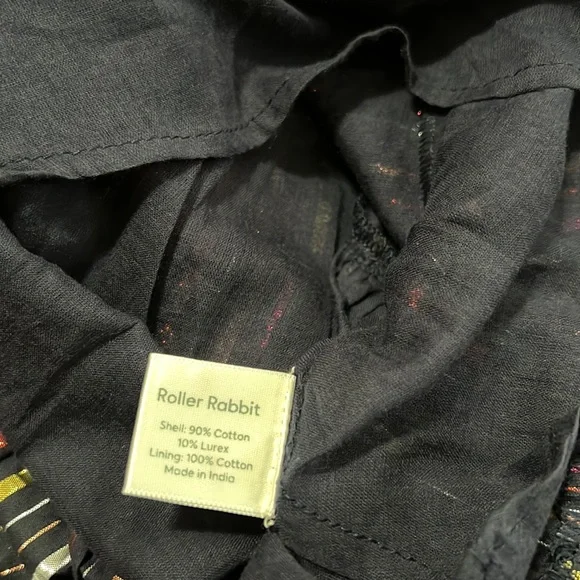 Roller Rabbit
Shell: 90% Cotton
10% Lurex
Lining: 100% Cotton
Made in India